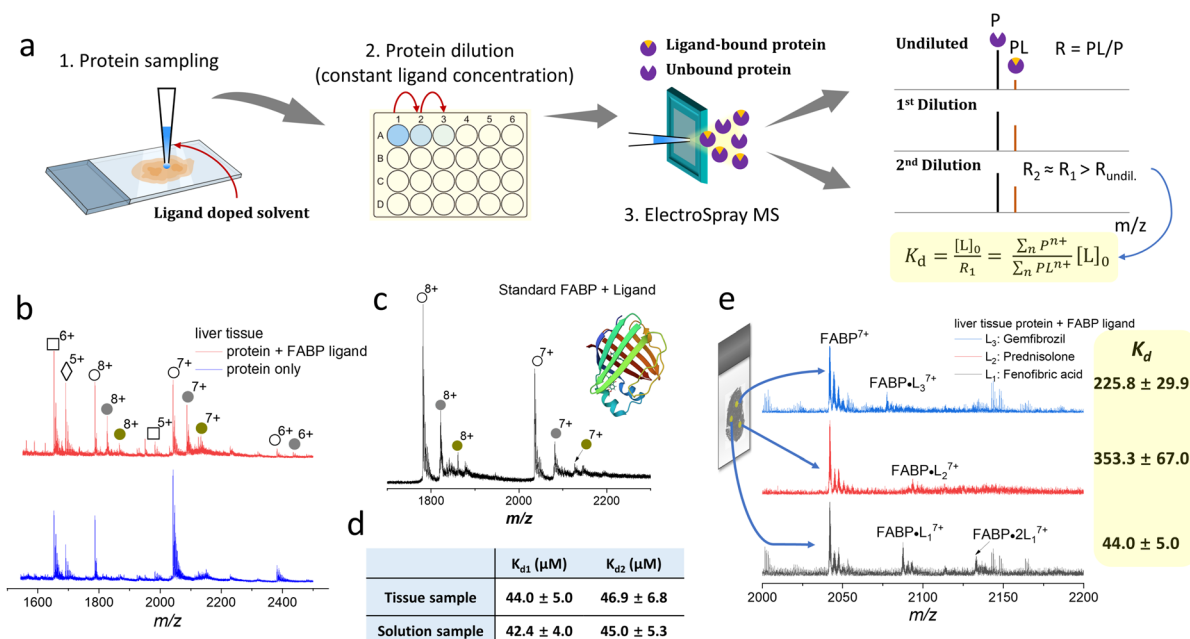 a
1. Protein sampling
Ligand doped solvent
2. Protein dilution
(constant ligand concentration)
1 2 3 4 5 6
A
B
C
D
Ligand-bound protein
Unbound protein
3. ElectroSpray MS
P
Undiluted
PL
R = PL/P
1st Dilution
2nd Dilution
R₂ ≈ R₁ > Rundil.
m/z
Kd = [L]₀ / R₁ = ∑n Pⁿ⁺ / ∑n PLⁿ⁺ [L]₀
b
liver tissue
protein + FABP ligand
protein only
6+
5+
8+
8+
8+
5+
7+
7+
7+
6+
6+
1600 1800 2000 2200 2400
m/z
c
Standard FABP + Ligand
8+
8+
8+
7+
7+
7+
1800 2000 2200
m/z
d
Kd1 (μM) Kd2 (μM)
Tissue sample 44.0 ± 5.0 46.9 ± 6.8
Solution sample 42.4 ± 4.0 45.0 ± 5.3
e
liver tissue protein + FABP ligand
L₃: Gemfibrozil
L₂: Prednisolone
L₁: Fenofibric acid
Kd
FABP⁷⁺
FABP•L₃⁷⁺
225.8 ± 29.9
FABP•L₂⁷⁺
353.3 ± 67.0
FABP•L₁⁷⁺
FABP•2L₁⁷⁺
44.0 ± 5.0
2000 2050 2100 2150 2200
m/z